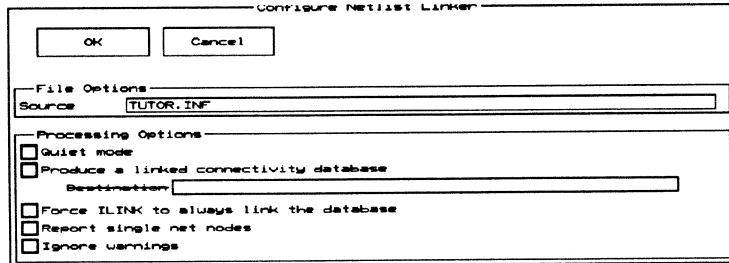 Configure Netlist Linker
OK Cancel
File Options
Source TUTOR.INF
Processing Options
Quiet mode
Produce a linked connectivity database
Destination
Force ILINK to always link the database
Report single net nodes
Ignore warnings